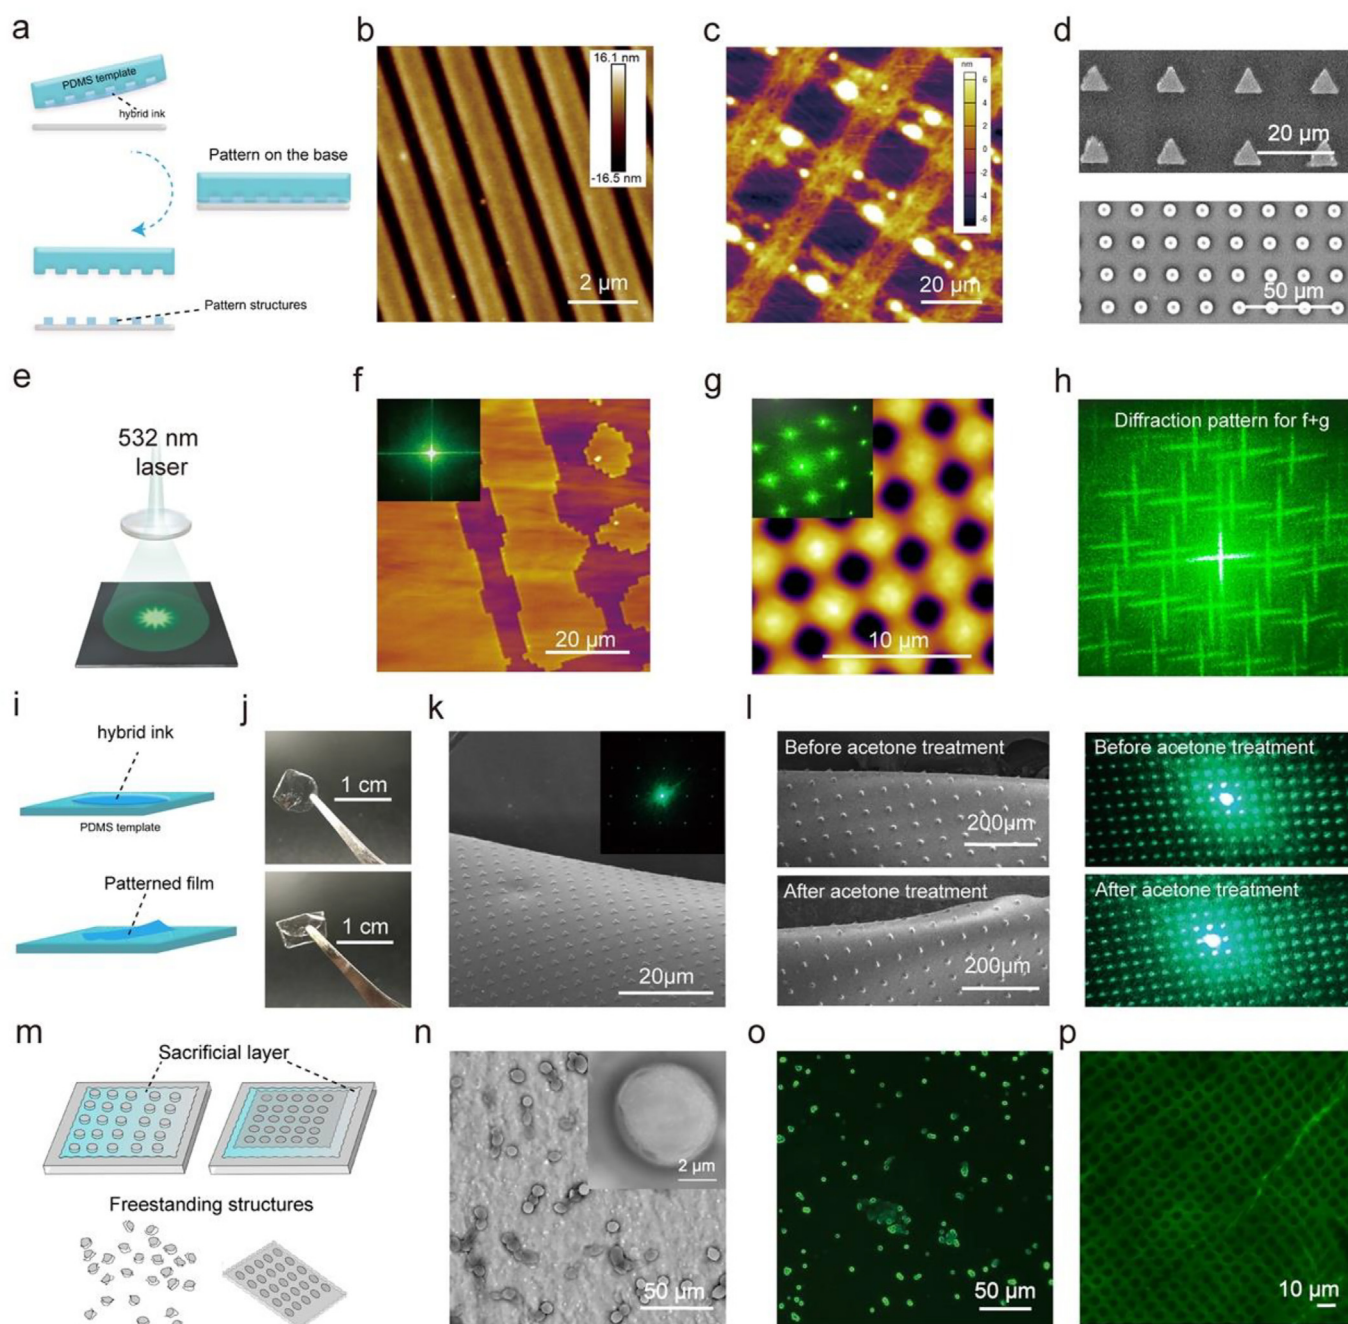 a
b
c
d
PDMS template
hybrid ink
Pattern on the base
Pattern structures
16.1 nm
-16.5 nm
2 µm
nm
6
4
2
0
-2
-4
-6
20 µm
20 µm
50 µm
e
f
g
h
532 nm
laser
20 µm
10 µm
Diffraction pattern for f+g
i
j
k
l
hybrid ink
PDMS template
Patterned film
1 cm
1 cm
20µm
Before acetone treatment
200µm
After acetone treatment
200µm
Before acetone treatment
After acetone treatment
m
n
o
p
Sacrificial layer
Freestanding structures
2 µm
50 µm
50 µm
10 µm